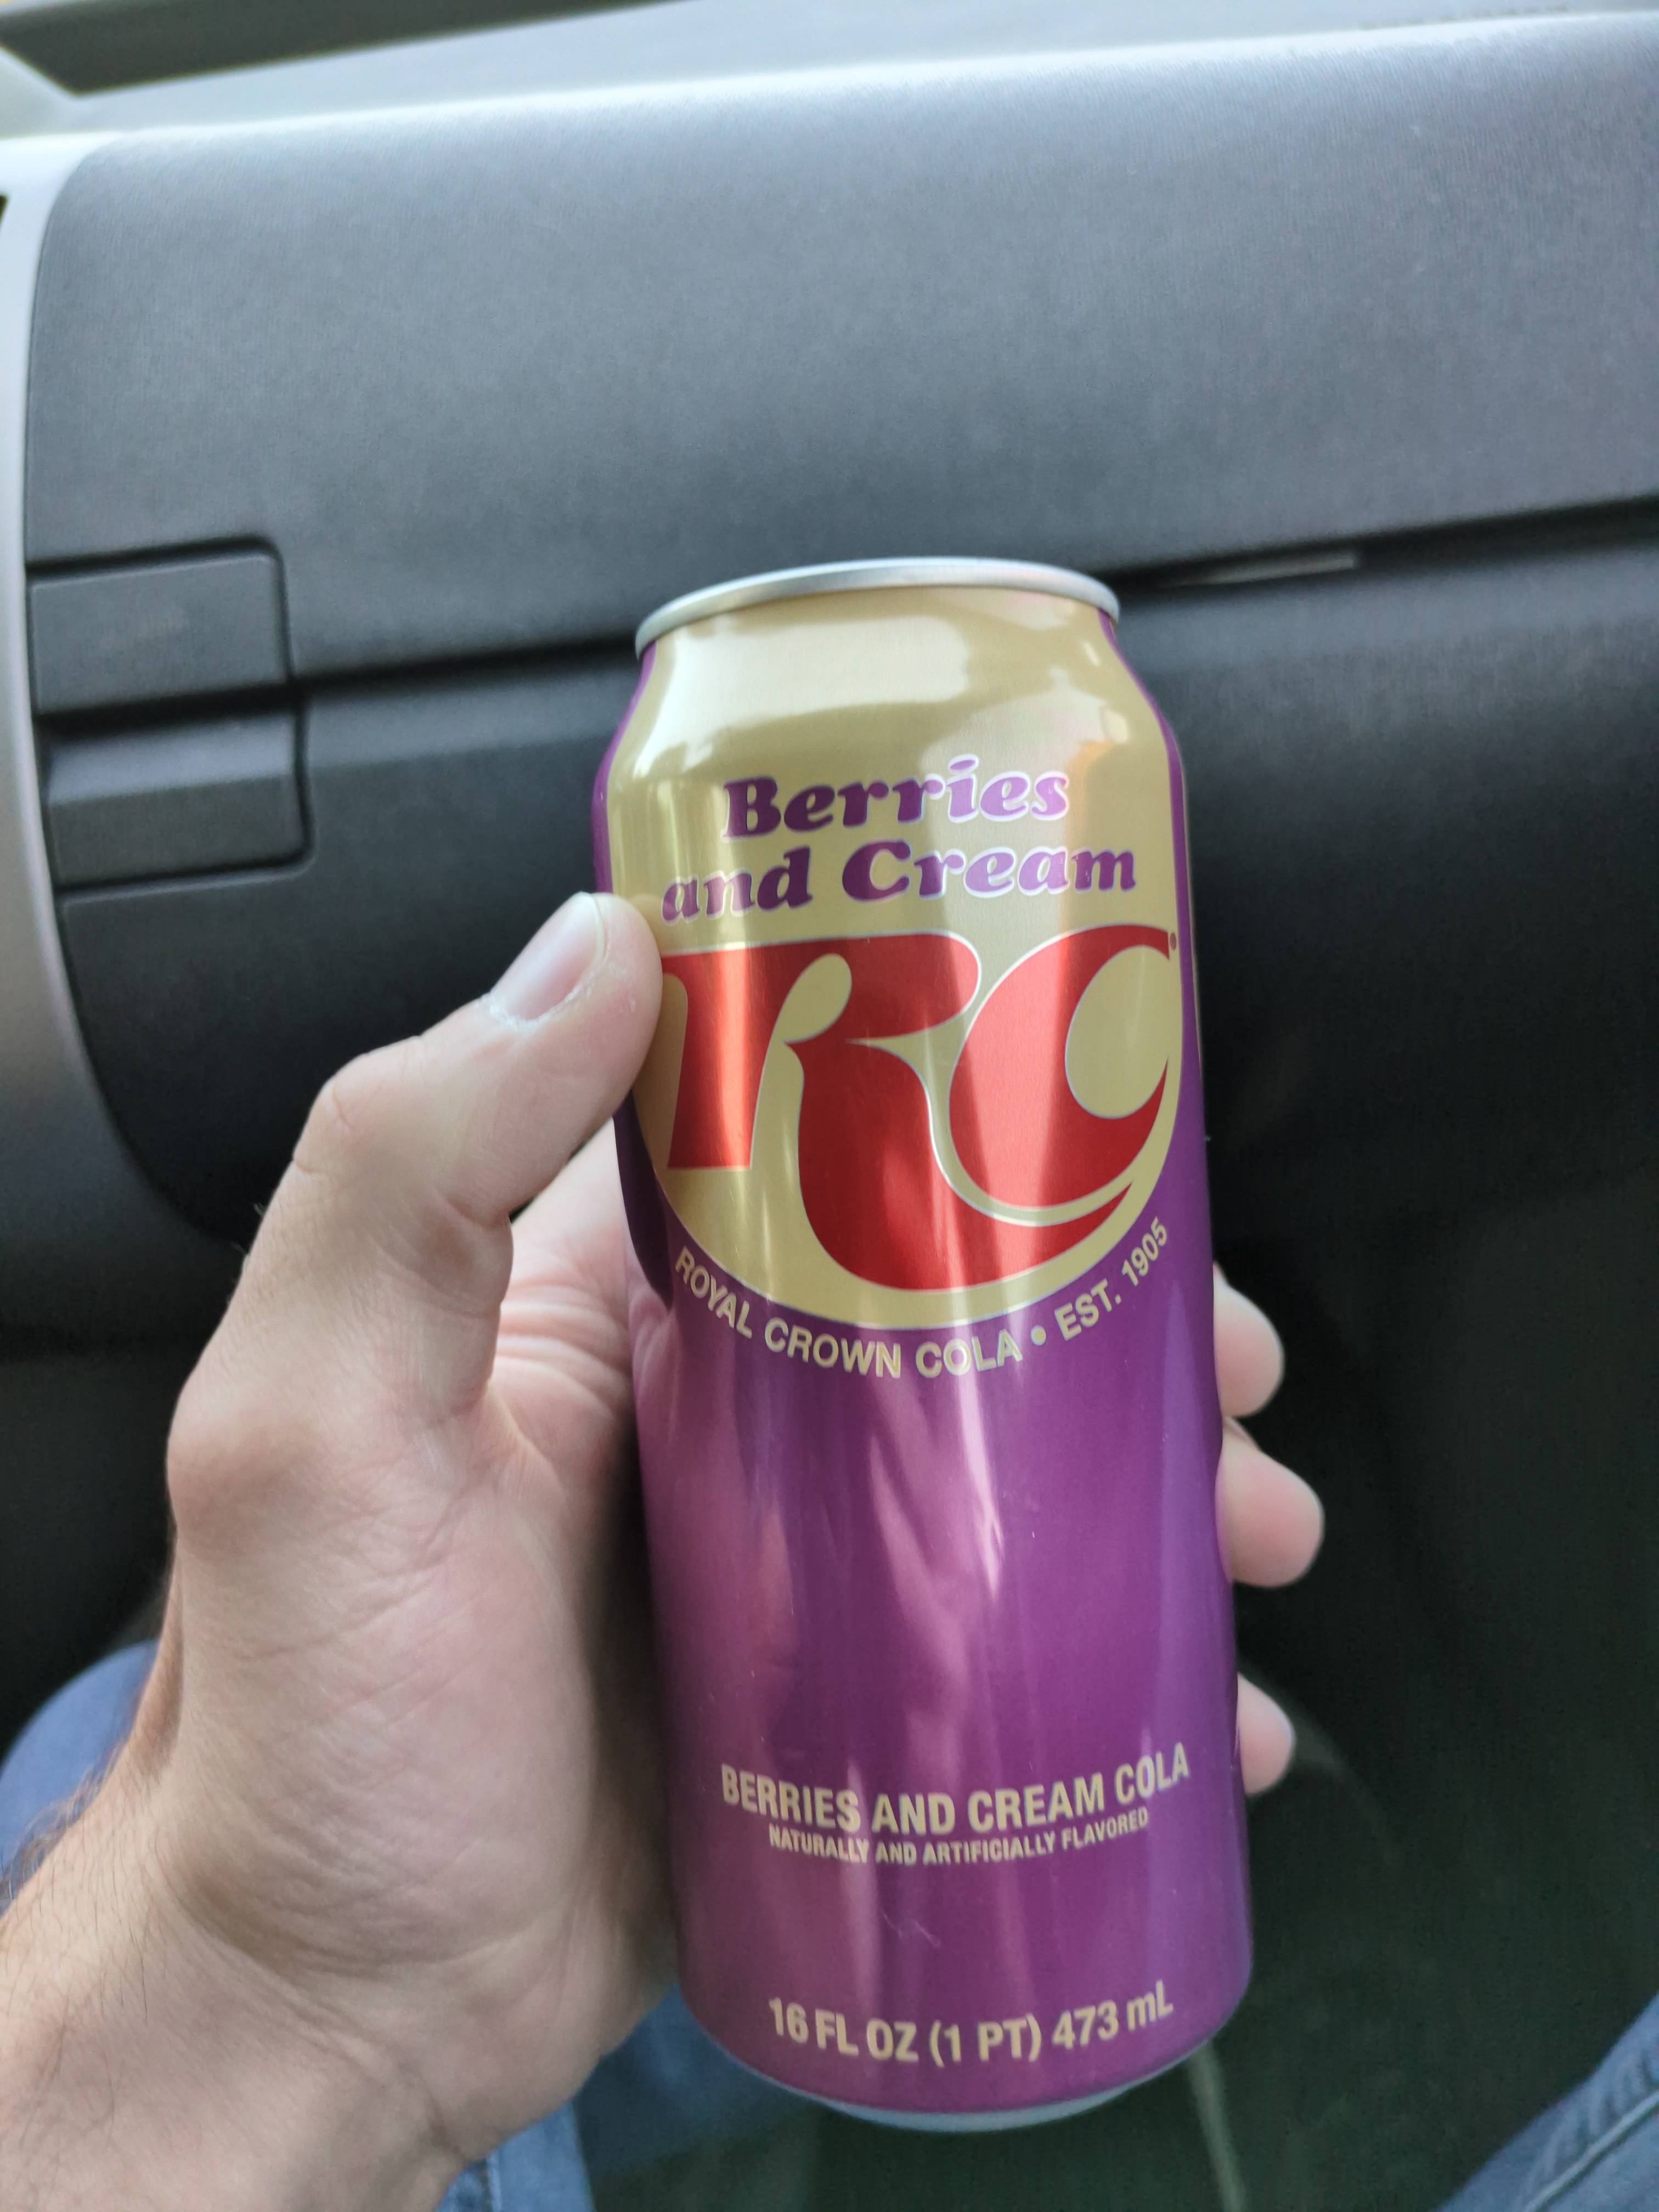 Berries
and Cream
RC
ROYAL CROWN COLA • EST. 1905
BERRIES AND CREAM COLA
NATURALLY AND ARTIFICIALLY FLAVORED
16 FL OZ (1 PT) 473 mL